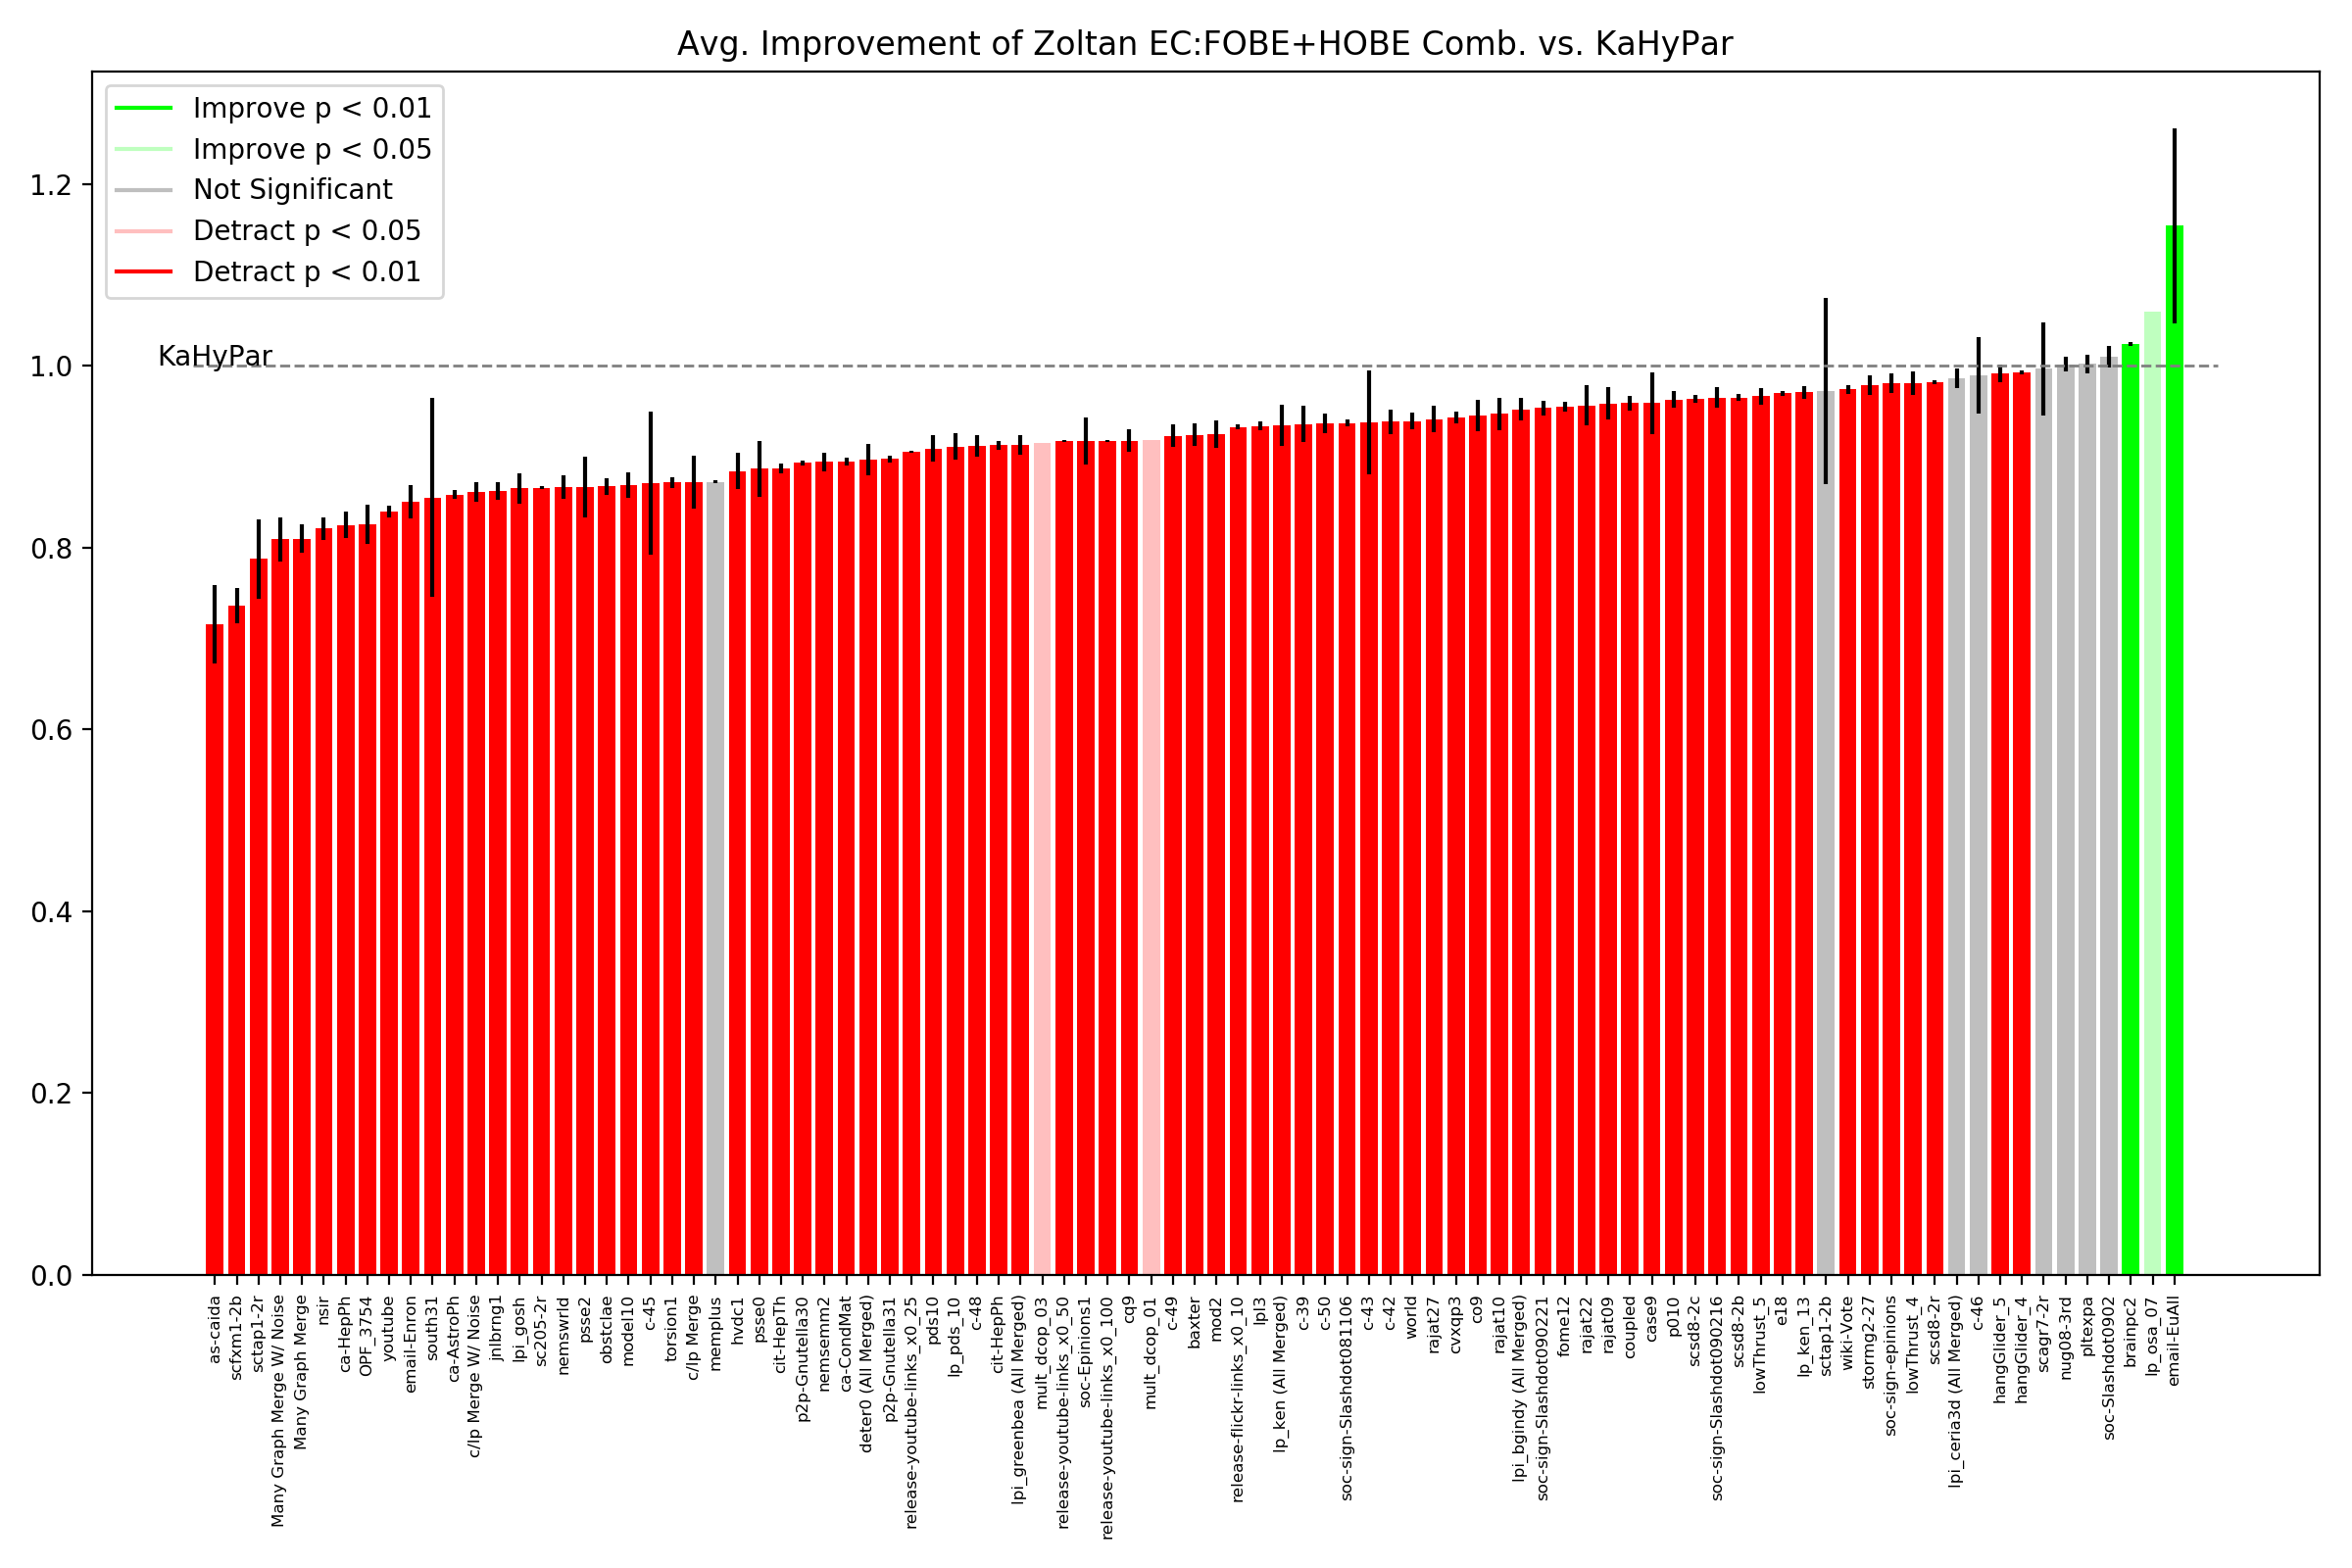 Avg. Improvement of Zoltan EC:FOBE+HOBE Comb. vs. KaHyPar
Improve p < 0.01
Improve p < 0.05
Not Significant
Detract p < 0.05
Detract p < 0.01
KaHyPar
1.2
1.0
0.8
0.6
0.4
0.2
0.0
as-caida
scfxm1-2b
sctap1-2r
Many Graph Merge W/ Noise
Many Graph Merge
nsir
ca-HepPh
OPF_3754
youtube
email-Enron
south31
ca-AstroPh
c/lp Merge W/ Noise
jnlbrng1
lpi_gosh
sc205-2r
nemswrld
psse2
obstclae
model10
c-45
torsion1
c/lp Merge
memplus
hvdc1
psse0
cit-HepTh
p2p-Gnutella30
nemsemm2
ca-CondMat
deter0 (All Merged)
p2p-Gnutella31
release-youtube-links_x0_25
pds10
lp_pds_10
c-48
cit-HepPh
lpi_greenbea (All Merged)
mult_dcop_03
release-youtube-links_x0_50
soc-Epinions1
release-youtube-links_x0_100
cq9
mult_dcop_01
c-49
baxter
mod2
release-flickr-links_x0_10
lpl3
lp_ken (All Merged)
c-39
c-50
soc-sign-Slashdot081106
c-43
c-42
world
rajat27
cvxqp3
co9
rajat10
lpi_bgindy (All Merged)
soc-sign-Slashdot090221
fome12
rajat22
rajat09
coupled
case9
p010
scsd8-2c
soc-sign-Slashdot090216
scsd8-2b
lowThrust_5
e18
lp_ken_13
sctap1-2b
wiki-Vote
stormg2-27
soc-sign-epinions
lowThrust_4
scsd8-2r
lpi_ceria3d (All Merged)
c-46
hangGlider_5
hangGlider_4
scagr7-2r
nug08-3rd
pltexpa
soc-Slashdot0902
brainpc2
lp_osa_07
email-EuAll